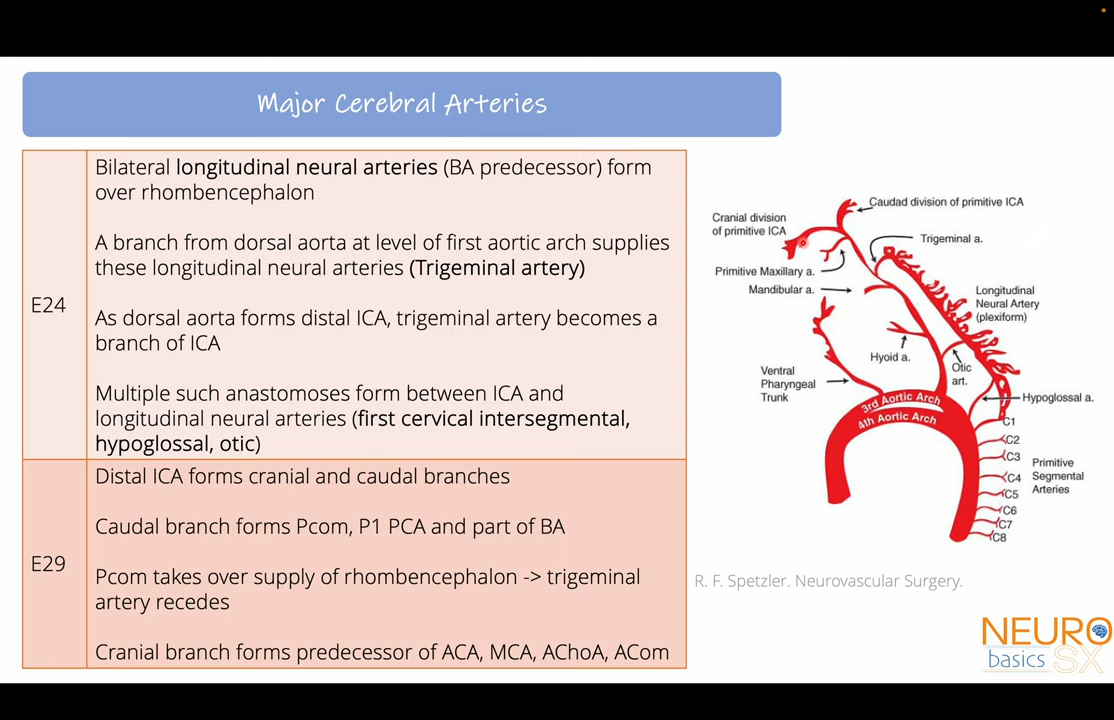 Major Cerebral Arteries
E24
Bilateral longitudinal neural arteries (BA predecessor) form
over rhombencephalon
A branch from dorsal aorta at level of first aortic arch supplies
these longitudinal neural arteries (Trigeminal artery)
As dorsal aorta forms distal ICA, trigeminal artery becomes a
branch of ICA
Multiple such anastomoses form between ICA and
longitudinal neural arteries (first cervical intersegmental,
hypoglossal, otic)
E29
Distal ICA forms cranial and caudal branches
Caudal branch forms Pcom, P1 PCA and part of BA
Pcom takes over supply of rhombencephalon -> trigeminal
artery recedes
Cranial branch forms predecessor of ACA, MCA, AChoA, ACom
Caudad division of primitive ICA
Cranial division
of primitive ICA
Trigeminal a.
Primitive Maxillary a.
Mandibular a.
Longitudinal
Neural Artery
(plexiform)
Hyoid a.
Otic
art.
Ventral
Pharyngeal
Trunk
Hypoglossal a.
3rd Aortic Arch
4th Aortic Arch
C1
C2
C3
C4
C5
C6
C7
C8
Primitive
Segmental
Arteries
R. F. Spetzler. Neurovascular Surgery.
NEURO
basics SX